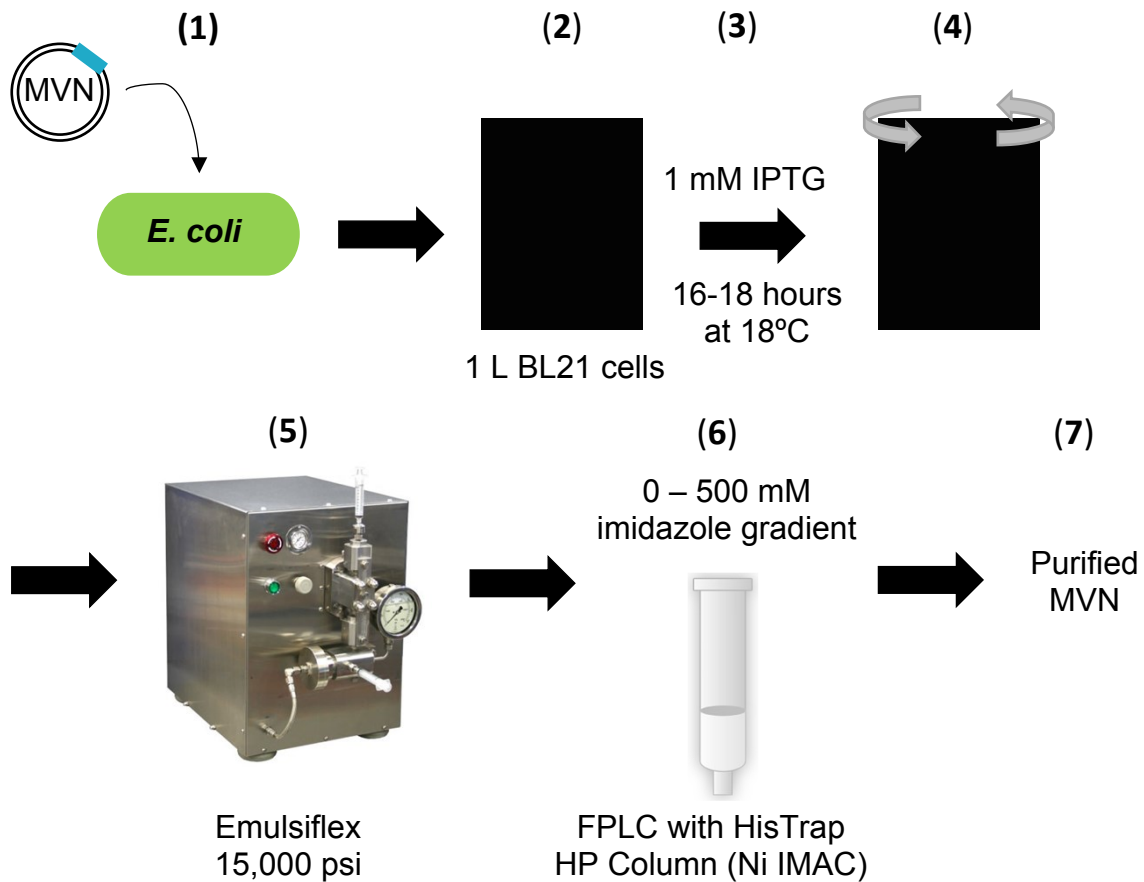 (1)
(2)
(3)
(4)
MVN
E. coli
1 mM IPTG
16-18 hours
at 18ºC
1 L BL21 cells
(5)
(6)
(7)
0 – 500 mM
imidazole gradient
Purified
MVN
Emulsiflex
15,000 psi
FPLC with HisTrap
HP Column (Ni IMAC)